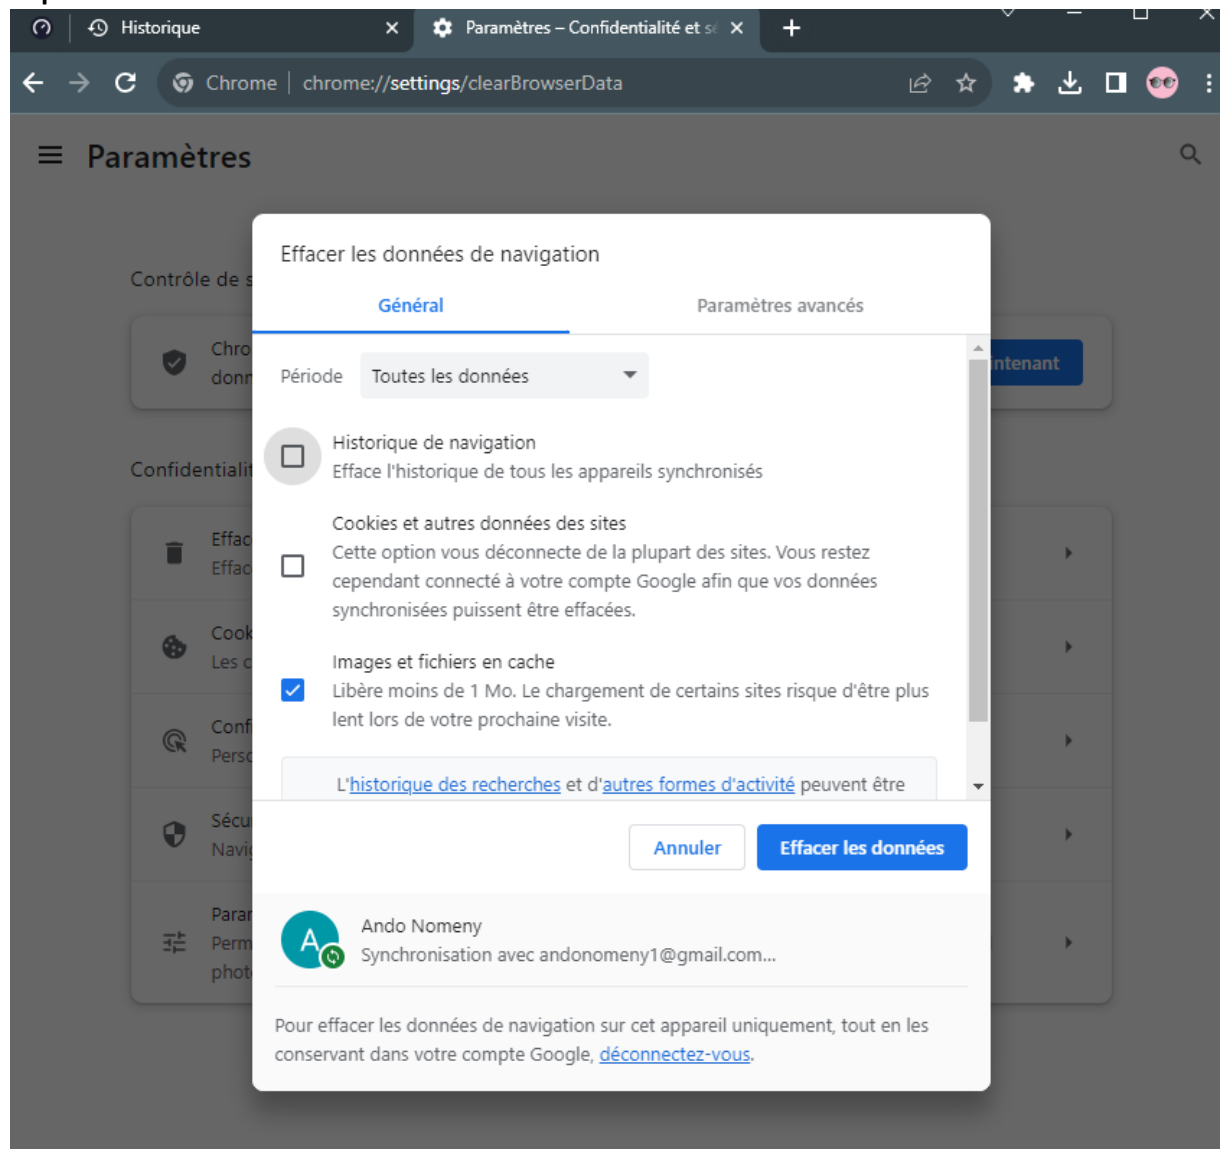 Historique
Paramètres – Confidentialité et sé
Chrome | chrome://settings/clearBrowserData
Paramètres
Effacer les données de navigation
Contrôle de s
Général
Paramètres avancés
Chro
donn
intenant
Période
Toutes les données
Confidentialit
Historique de navigation
Efface l'historique de tous les appareils synchronisés
Effac
Effac
Cookies et autres données des sites
Cette option vous déconnecte de la plupart des sites. Vous restez
cependant connecté à votre compte Google afin que vos données
synchronisées puissent être effacées.
Cook
Les c
Images et fichiers en cache
Libère moins de 1 Mo. Le chargement de certains sites risque d'être plus
lent lors de votre prochaine visite.
Confi
Perso
L'historique des recherches et d'autres formes d'activité peuvent être
Sécu
Navig
Annuler
Effacer les données
Paran
Perm
photo
A
Ando Nomeny
Synchronisation avec andonomeny1@gmail.com...
Pour effacer les données de navigation sur cet appareil uniquement, tout en les
conservant dans votre compte Google, déconnectez-vous.